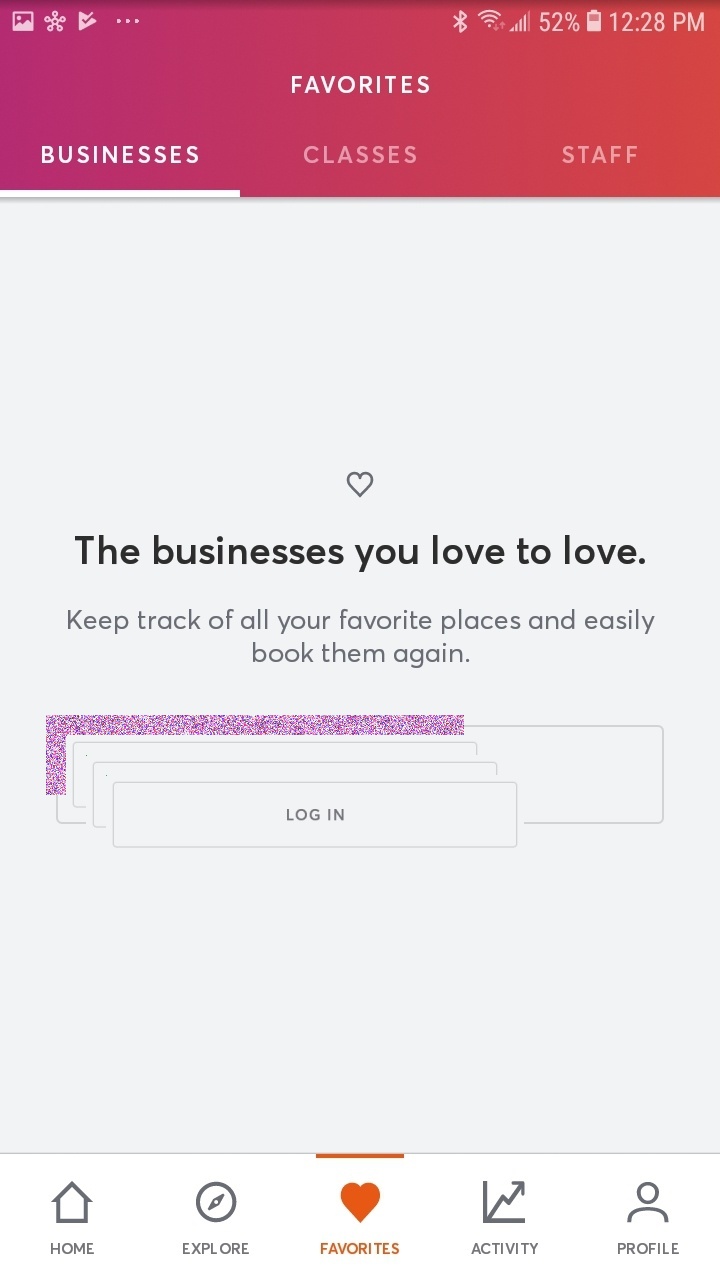 52% 12:28 PM
FAVORITES
BUSINESSES CLASSES STAFF
The businesses you love to love.
Keep track of all your favorite places and easily
book them again.
LOG IN
HOME EXPLORE FAVORITES ACTIVITY PROFILE